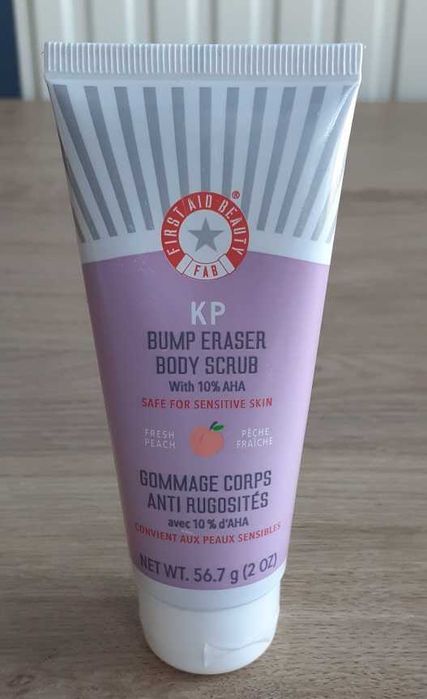 FIRST AID BEAUTY
®
FAB
KP
BUMP ERASER
BODY SCRUB
With 10% AHA
SAFE FOR SENSITIVE SKIN
FRESH PEACH
PÊCHE FRAÎCHE
GOMMAGE CORPS
ANTI RUGOSITÉS
avec 10 % d'AHA
CONVIENT AUX PEAUX SENSIBLES
NET WT. 56.7 g (2 OZ)